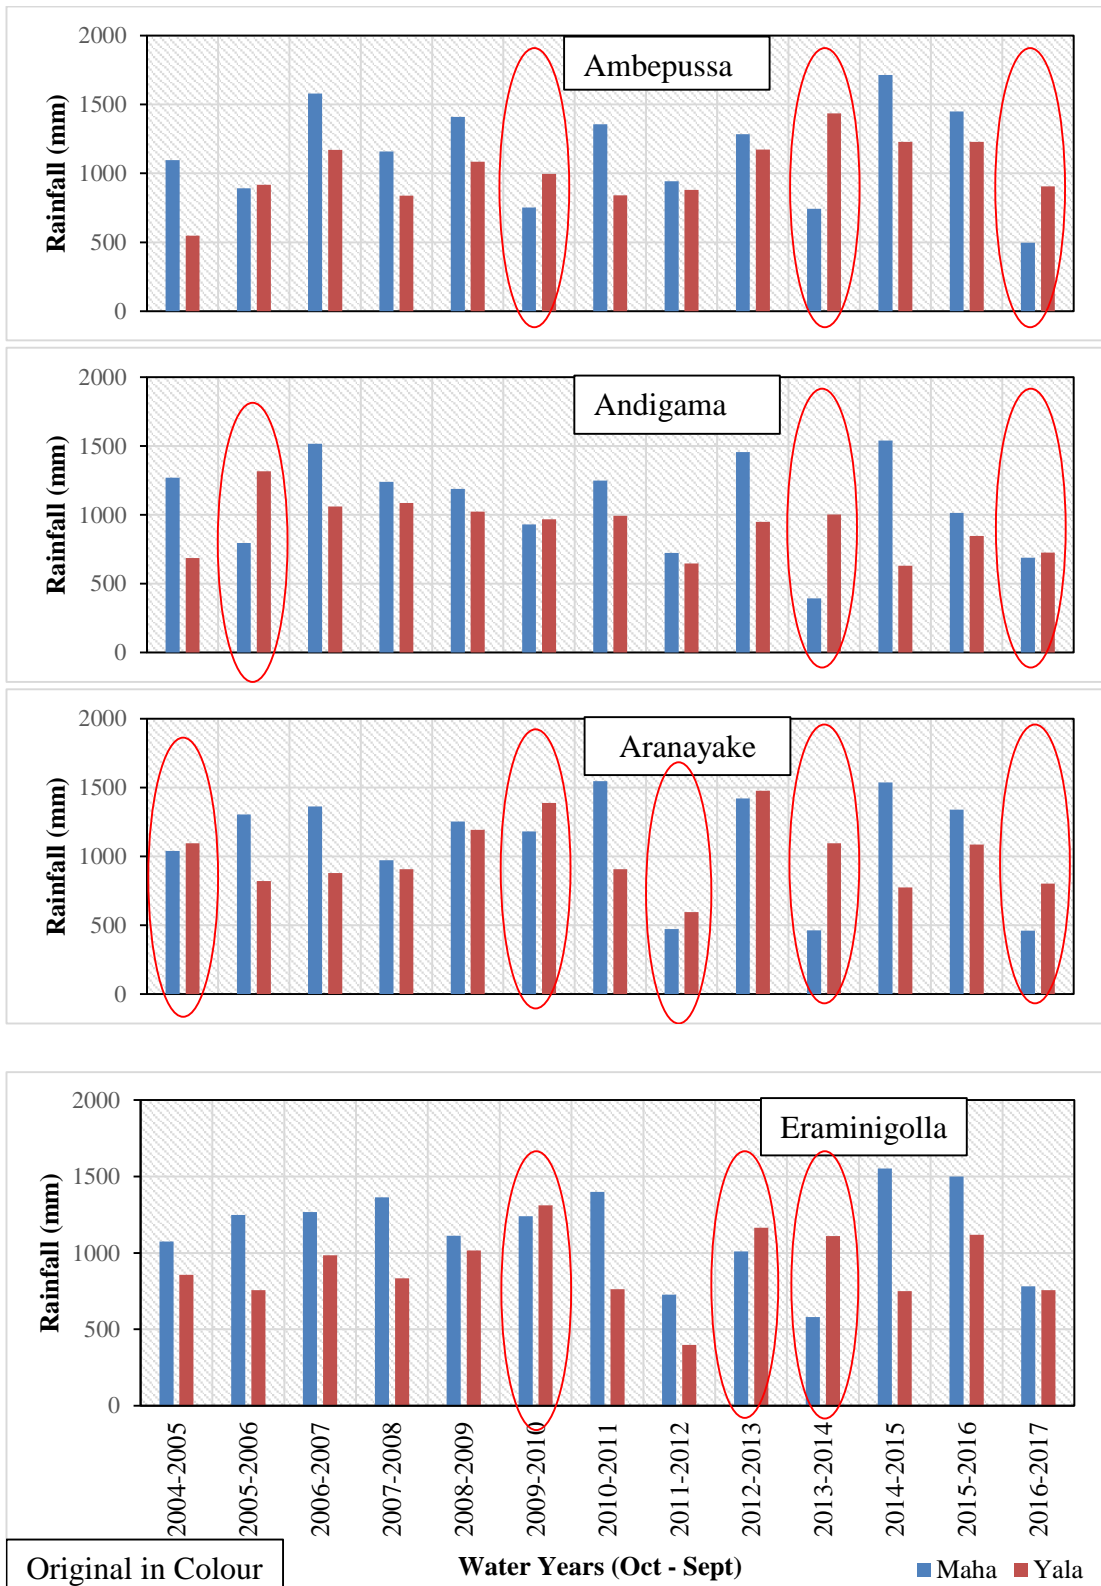 Ambepussa
Rainfall (mm)
2000
1500
1000
500
0
Andigama
Rainfall (mm)
2000
1500
1000
500
0
Aranayake
Rainfall (mm)
2000
1500
1000
500
0
Eraminigolla
Rainfall (mm)
2000
1500
1000
500
0
2004-2005
2005-2006
2006-2007
2007-2008
2008-2009
2009-2010
2010-2011
2011-2012
2012-2013
2013-2014
2014-2015
2015-2016
2016-2017
Original in Colour
Water Years (Oct - Sept)
Maha
Yala